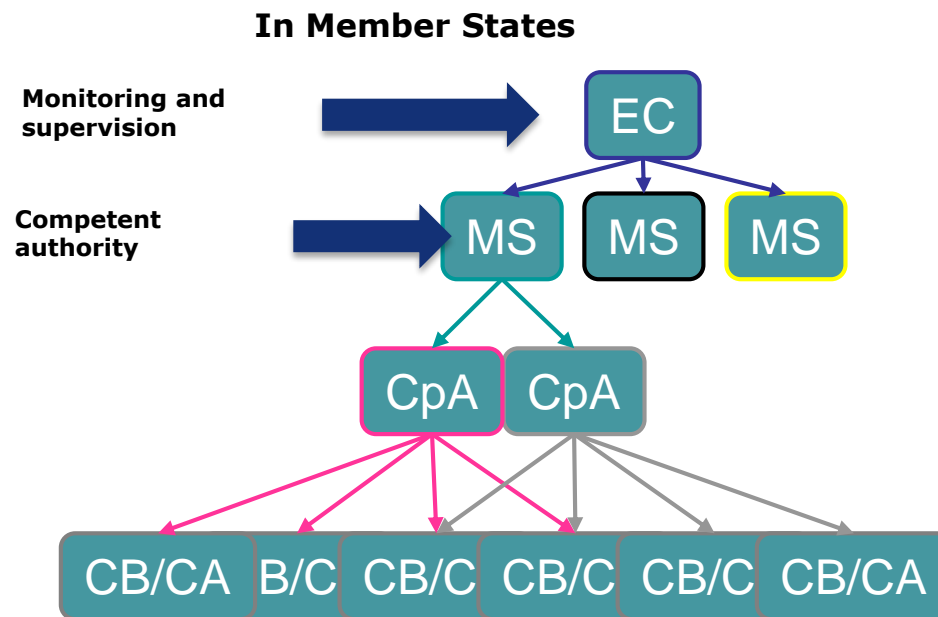 In Member States
Monitoring and
supervision
EC
Competent
authority
MS
MS
MS
CpA
CpA
CB/CA
B/C
CB/C
CB/C
CB/C
CB/CA